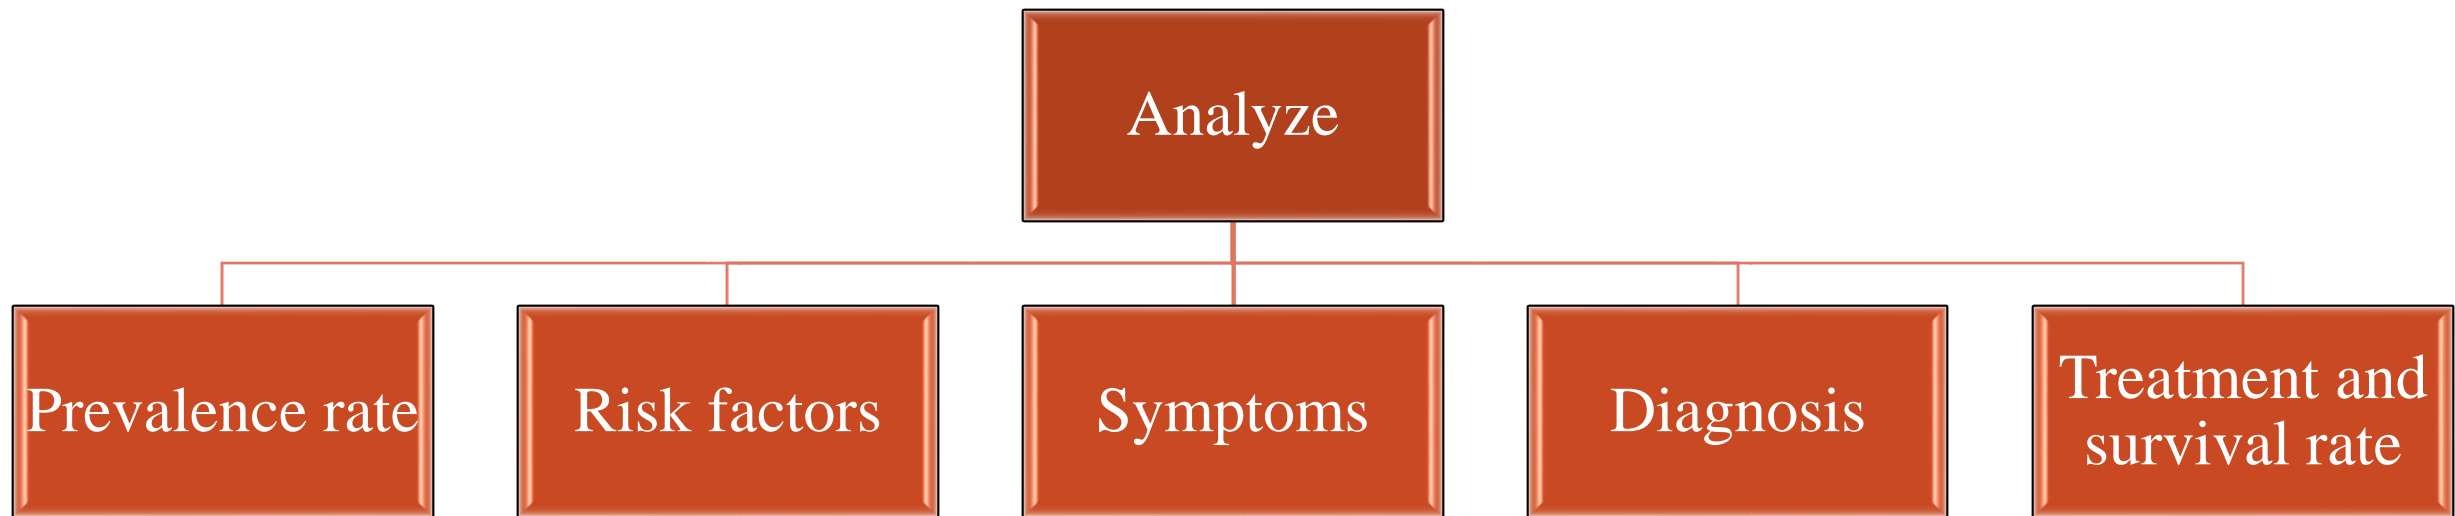 Analyze
Prevalence rate
Risk factors
Symptoms
Diagnosis
Treatment and
survival rate